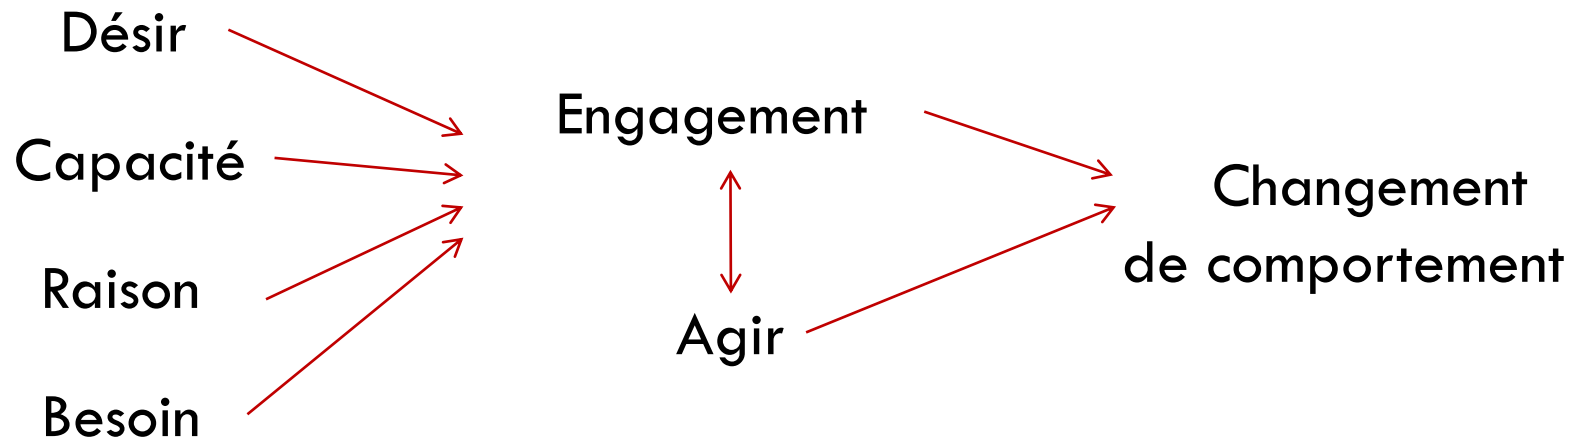 Désir
Capacité
Raison
Besoin
Engagement
Agir
Changement
de comportement